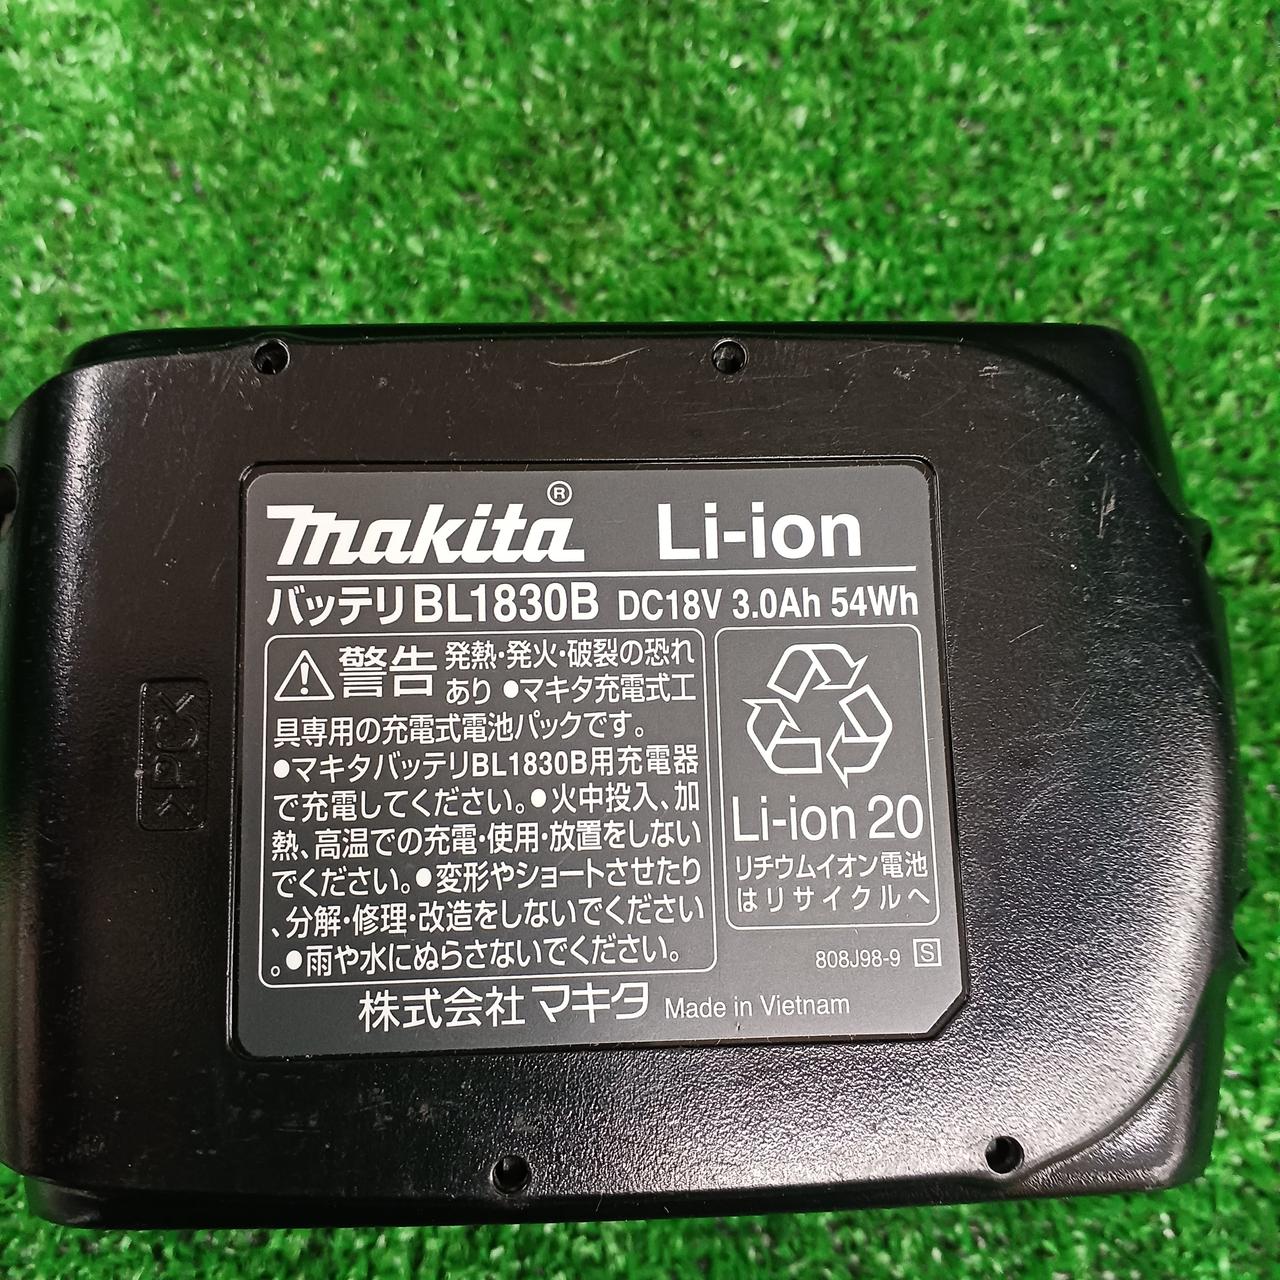 makita® Li-ion
バッテリBL1830B DC18V 3.0Ah 54Wh
⚠警告 発熱・発火・破裂の恐れ
あり ●マキタ充電式工
具専用の充電式電池パックです。
●マキタバッテリBL1830B用充電器
で充電してください。●火中投入、加
熱、高温での充電・使用・放置をしない
でください。●変形やショートさせたり
、分解・修理・改造をしないでください
。●雨や水にぬらさないでください。
Li-ion 20
リチウムイオン電池
はリサイクルへ
808J98-9 S
株式会社 マキタ Made in Vietnam
>PC<